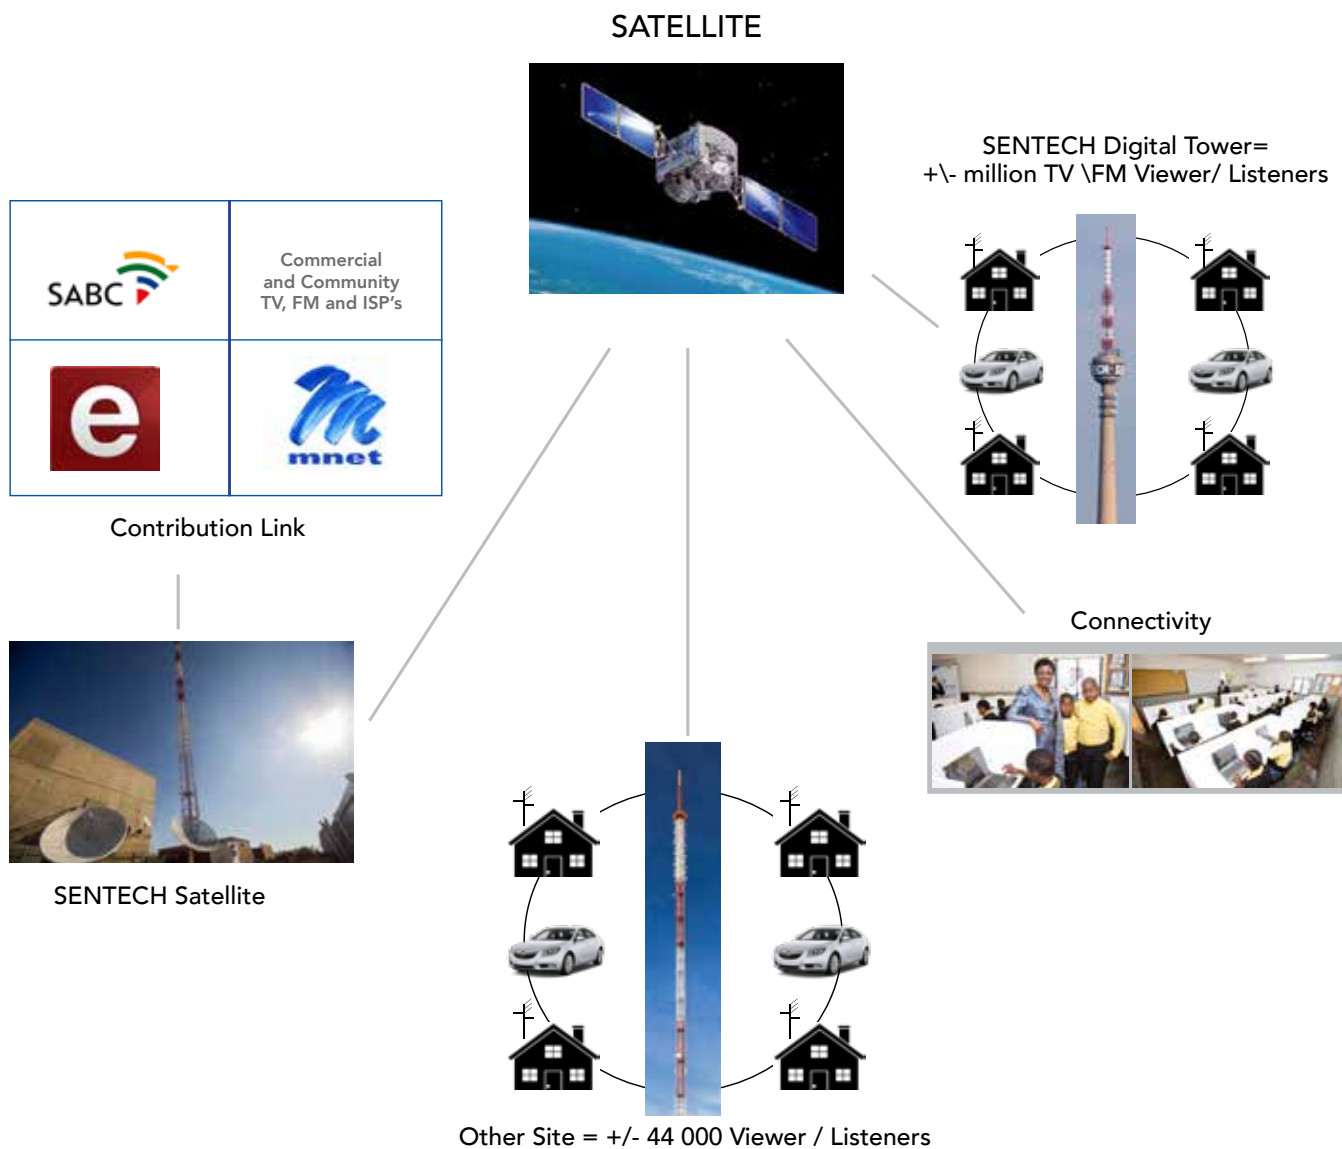 SATELLITE
SENTECH Digital Tower=
+\- million TV \FM Viewer/ Listeners
SABC
Commercial
and Community
TV, FM and ISP's
e
mnet
Contribution Link
Connectivity
SENTECH Satellite
Other Site = +/- 44 000 Viewer / Listeners